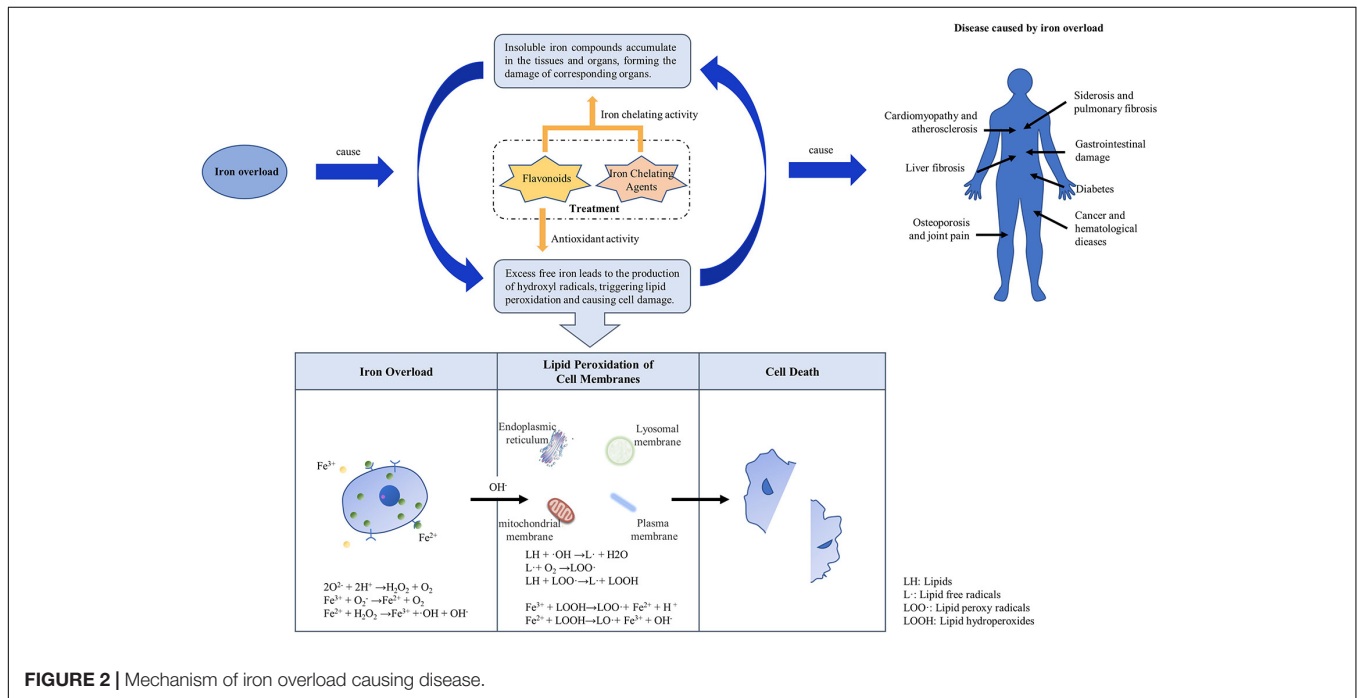 Disease caused by iron overload
Insoluble iron compounds accumulate
in the tissues and organs, forming the
damage of corresponding organs.
Iron chelating activity
Iron overload
cause
Flavonoids
Iron Chelating
Agents
Treatment
Antioxidant activity
Excess free iron leads to the production
of hydroxyl radicals, triggering lipid
peroxidation and causing cell damage.
cause
Cardiomyopathy and
atherosclerosis
Liver fibrosis
Osteoporosis
and joint pain
Siderosis and
pulmonary fibrosis
Gastrointestinal
damage
Diabetes
Cancer and
hematological
dieases
Iron Overload
Lipid Peroxidation of
Cell Membranes
Cell Death
Fe³⁺
Fe²⁺
2O²⁻ + 2H⁺ →H₂O₂ + O₂
Fe³⁺ + O₂⁻ →Fe²⁺ + O₂
Fe²⁺ + H₂O₂ →Fe³⁺ +·OH + OH⁻
OH·
Endoplasmic
reticulum
Lyosomal
membrane
mitochondrial
membrane
Plasma
membrane
LH + ·OH →L· + H2O
L·+ O₂ →LOO·
LH + LOO·→L·+ LOOH
Fe³⁺ + LOOH→LOO·+ Fe²⁺ + H⁺
Fe²⁺ + LOOH→LO·+ Fe³⁺ + OH⁻
LH: Lipids
L·: Lipid free radicals
LOO·: Lipid peroxy radicals
LOOH: Lipid hydroperoxides
FIGURE 2 | Mechanism of iron overload causing disease.